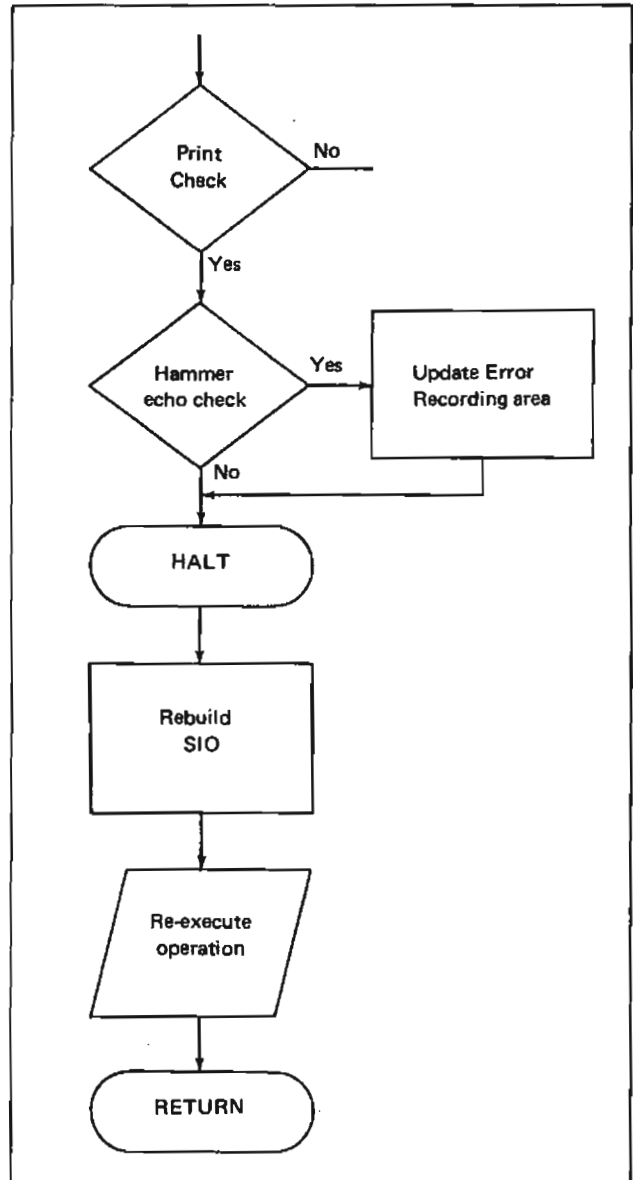 Print
Check
No
Yes
Hammer
echo check
Yes
Update Error
Recording area
No
HALT
Rebuild
SIO
Re-execute
operation
RETURN